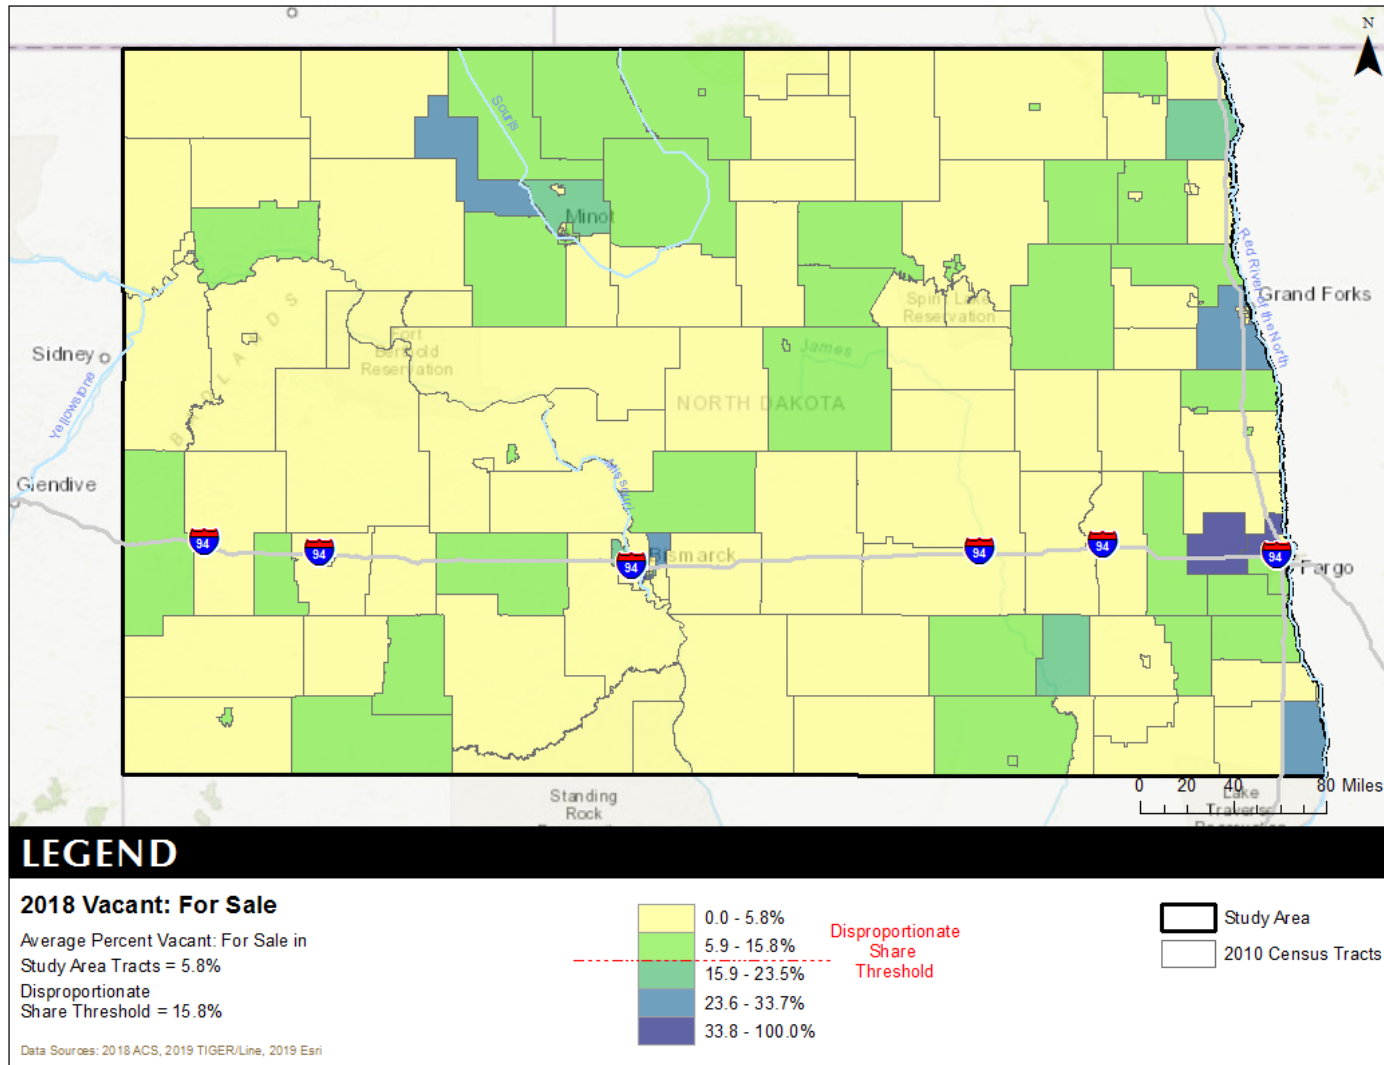 N
Souris
Minot
Red River of the North
Grand Forks
Spirit Lake
Reservation
BADLANDS
Fort
Berthold
Reservation
James
Sidney
Yellowstone
NORTH DAKOTA
Glendive
Missouri
94
94
94
Bismarck
94
94
94
Fargo
0 20 40 80 Miles
Standing
Rock
Lake
Traverse
LEGEND
2018 Vacant: For Sale
Average Percent Vacant: For Sale in
Study Area Tracts = 5.8%
Disproportionate
Share Threshold = 15.8%
Data Sources: 2018 ACS, 2019 TIGER/Line, 2019 Esri
0.0 - 5.8%
5.9 - 15.8%
15.9 - 23.5%
23.6 - 33.7%
33.8 - 100.0%
Disproportionate
Share
Threshold
Study Area
2010 Census Tracts